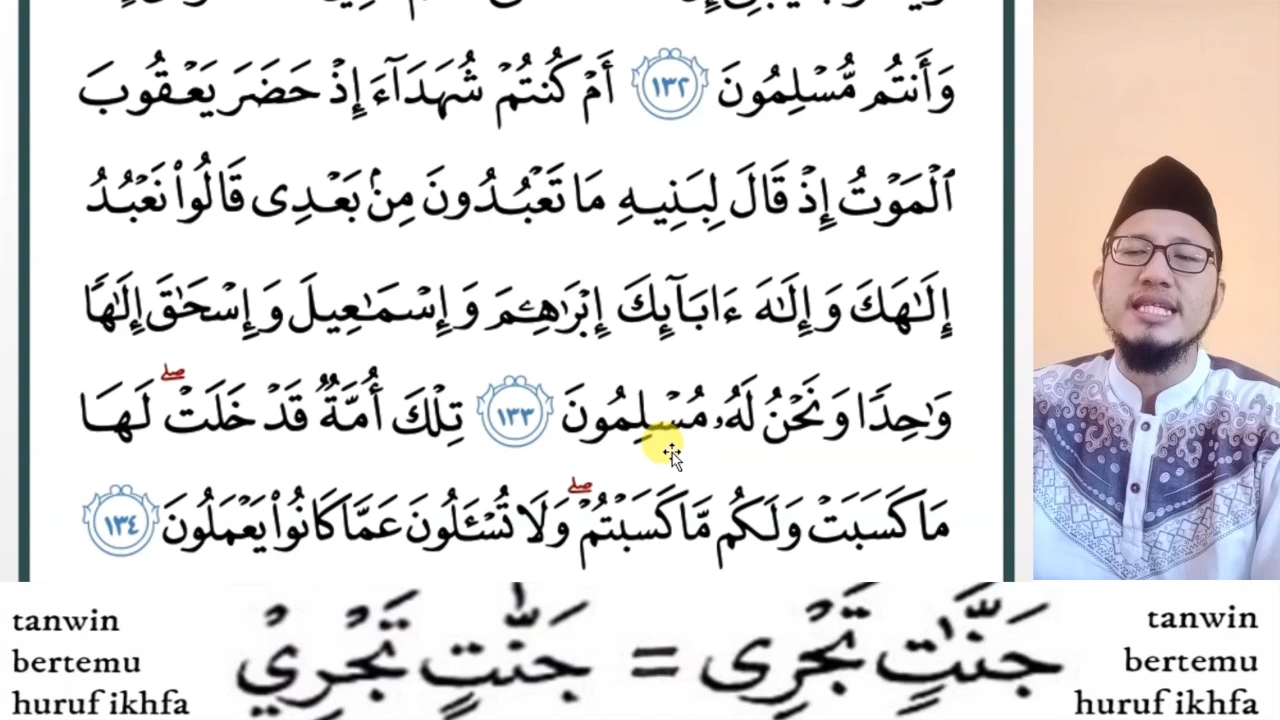 وَأَنتُم مُّسْلِمُونَ ١٣٢ أَمْ كُنتُمْ شُهَدَآءَ إِذْ حَضَرَ يَعْقُوبَ
ٱلْمَوْتُ إِذْ قَالَ لِبَنِيهِ مَا تَعْبُدُونَ مِنۢ بَعْدِى قَالُوا۟ نَعْبُدُ
إِلَـٰهَكَ وَإِلَـٰهَ ءَابَآئِكَ إِبْرَٰهِـۧمَ وَإِسْمَـٰعِيلَ وَإِسْحَـٰقَ إِلَـٰهًا
وَٰحِدًا وَنَحْنُ لَهُۥ مُسْلِمُونَ ١٣٣ تِلْكَ أُمَّةٌ قَدْ خَلَتْ ۖ لَهَا
مَا كَسَبَتْ وَلَكُم مَّا كَسَبْتُمْ ۖ وَلَا تُسْـَٔلُونَ عَمَّا كَانُوا۟ يَعْمَلُونَ ١٣٤
tanwin
bertemu
huruf ikhfa
جَنَّـٰتٍ تَجْرِى = جَنّٰتٍ تَجْرِيْ
tanwin
bertemu
huruf ikhfa